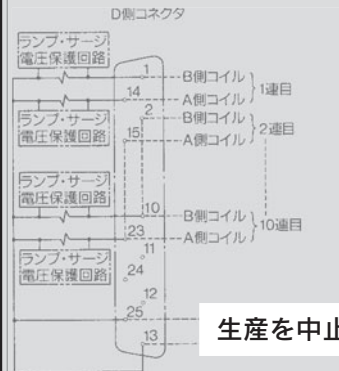 D側コネクタ
ランプ・サージ
電圧保護回路
1
B側コイル
1連目
14
A側コイル
ランプ・サージ
電圧保護回路
2
B側コイル
2連目
15
A側コイル
ランプ・サージ
電圧保護回路
10
B側コイル
10連目
23
A側コイル
ランプ・サージ
電圧保護回路
11
24
12
25
13
生産を中止